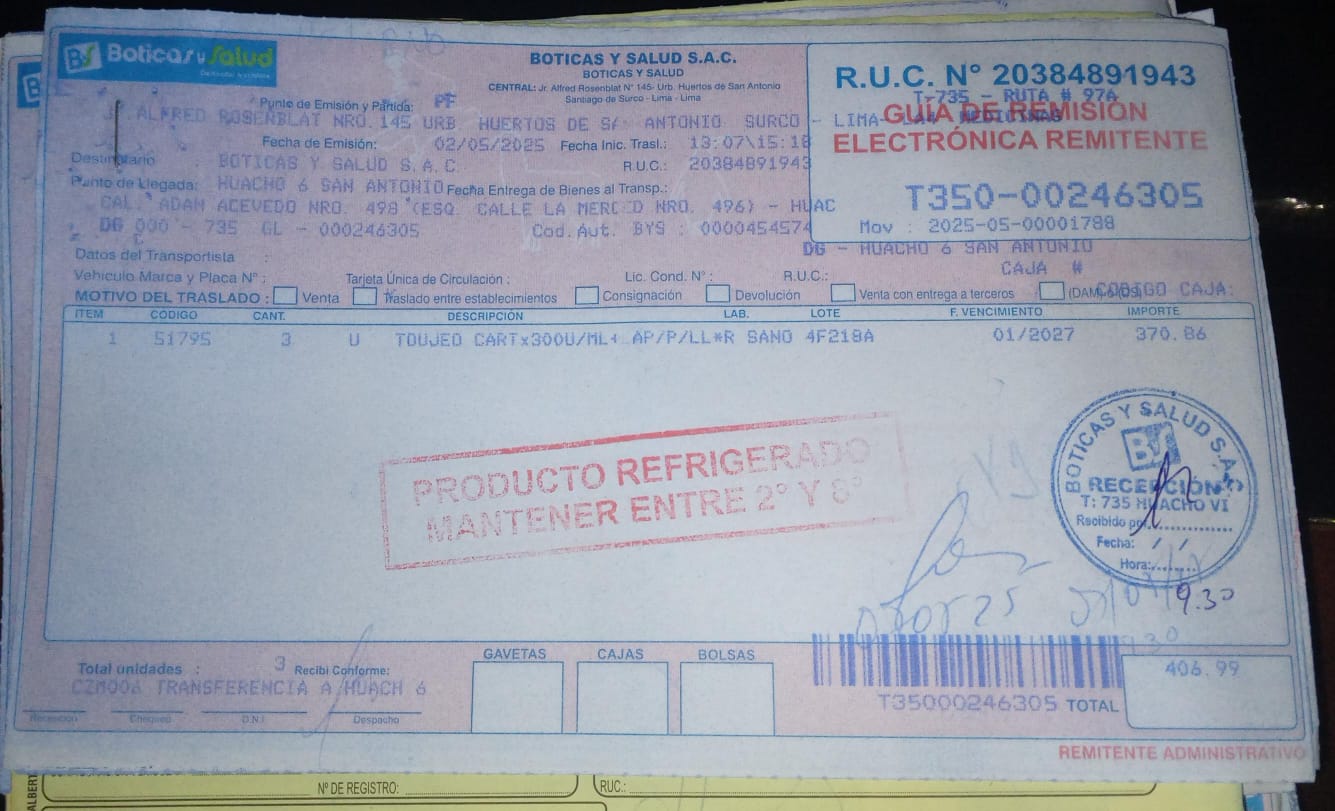 Boticas y Salud
BOTICAS Y SALUD S.A.C.
BOTICAS Y SALUD
CENTRAL: Jr. Alfred Rosenblat N° 145- Urb. Huertos de San Antonio
Santiago de Surco - Lima - Lima
R.U.C. N° 20384891943
T-735 - RUTA # 97A
GUÍA DE REMISIÓN
ELECTRÓNICA REMITENTE
T350-00246305
Mov : 2025-05-00001788
Punto de Emisión y Partida: PF
ALFRED ROSENBLAT NRO. 145 URB. HUERTOS DE SAN ANTONIO SURCO - LIMA- MEDICINAS
Fecha de Emisión: 02/05/2025 Fecha Inic. Trasl.: 13:07\15:18
Destinatario : BOTICAS Y SALUD S.A.C. R.U.C.: 20384891943
Punto de Llegada: HUACHO 6 SAN ANTONIO Fecha Entrega de Bienes al Transp.:
CAL. ADAN ACEVEDO NRO. 498 (ESQ. CALLE LA MERCED NRO. 496) - HUAC
DG 000 - 735 GL - 000246305 Cod. Aut. BYS : 0000454574
DG - HUACHO 6 SAN ANTONIO
Datos del Transportista :
CAJA #
Vehículo Marca y Placa N° : Tarjeta Única de Circulación : Lic. Cond. N° : R.U.C.:
MOTIVO DEL TRASLADO : Venta Traslado entre establecimientos Consignación Devolución Venta con entrega a terceros CODIGO CAJA:
ITEM CÓDIGO CANT. DESCRIPCIÓN LAB. LOTE F. VENCIMIENTO IMPORTE
1 51795 3 U TOUJEO CARTx300U/ML+ AP/P/LL*R SANO 4F218A 01/2027 370.86
PRODUCTO REFRIGERADO
MANTENER ENTRE 2° Y 8°
BOTICAS Y SALUD S.A.C.
BS
RECEPCIÓN
T: 735 HUACHO VI
Recibido por
Fecha: / /
Hora:
9.30
Total unidades : 3 Recibi Conforme:
CZM006 TRANSFERENCIA A HUACH 6
Recepción Chequeo D.N.I. Despacho
GAVETAS CAJAS BOLSAS
T35000246305 TOTAL
406.99
REMITENTE ADMINISTRATIVO
N° DE REGISTRO:
RUC.: